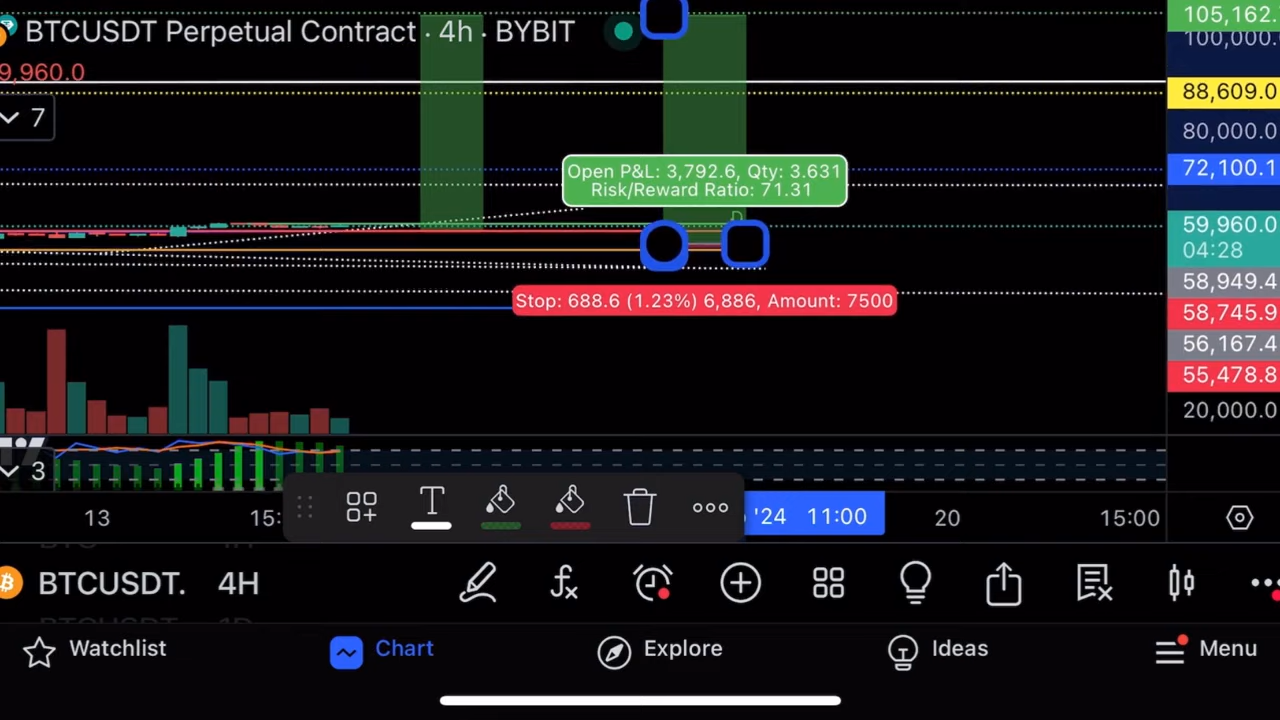 BTCUSDT Perpetual Contract · 4h · BYBIT
9,960.0
7
105,162.
100,000.
88,609.0
80,000.0
72,100.1
59,960.0
04:28
58,949.4
58,745.9
56,167.4
55,478.8
20,000.0
Open P&L: 3,792.6, Qty: 3.631
Risk/Reward Ratio: 71.31
Stop: 688.6 (1.23%) 6,886, Amount: 7500
3
13
15:
'24 11:00
20
15:00
T
BTCUSDT. 4H
Watchlist
Chart
Explore
Ideas
Menu